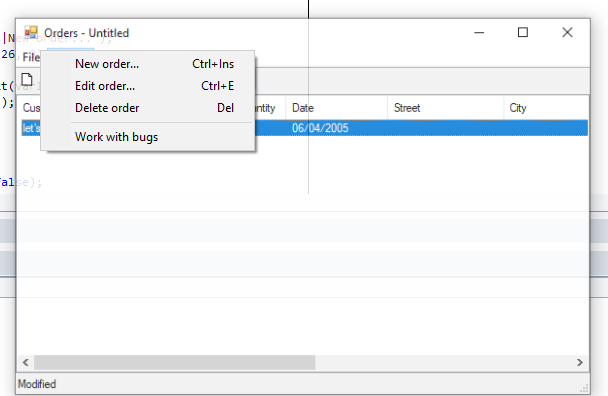 Orders - Untitled
File
New order... Ctrl+Ins
Edit order... Ctrl+E
Delete order Del
Work with bugs
Cus ntity Date Street City
let's 06/04/2005
Modified
26,
t(
);
alse);